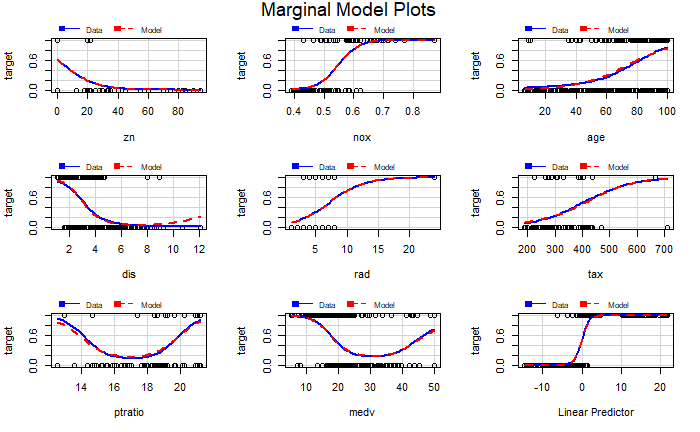 Marginal Model Plots
Data Model Data Model Data Model
target 0.0 0.6 target 0.0 0.6 target 0.0 0.6
0 20 40 60 80 0.4 0.5 0.6 0.7 0.8 20 40 60 80 100
zn nox age
Data Model Data Model Data Model
target 0.0 0.6 target 0.0 0.6 target 0.0 0.6
2 4 6 8 10 12 5 10 15 20 200 300 400 500 600 700
dis rad tax
Data Model Data Model Data Model
target 0.0 0.6 target 0.0 0.6 target 0.0 0.6
14 16 18 20 10 20 30 40 50 -10 0 10 20
ptratio medv Linear Predictor